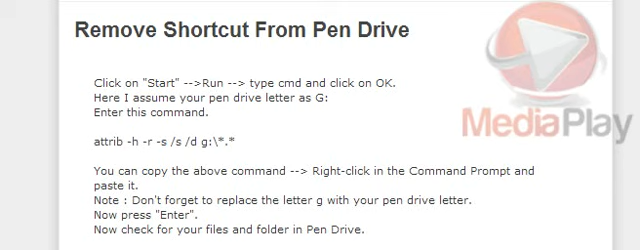 Remove Shortcut From Pen Drive
Click on "Start" -->Run --> type cmd and click on OK.
Here I assume your pen drive letter as G:
Enter this command.
attrib -h -r -s /s /d g:\*.*
You can copy the above command --> Right-click in the Command Prompt and
paste it.
Note : Don't forget to replace the letter g with your pen drive letter.
Now press "Enter".
Now check for your files and folder in Pen Drive.
MediaPlay